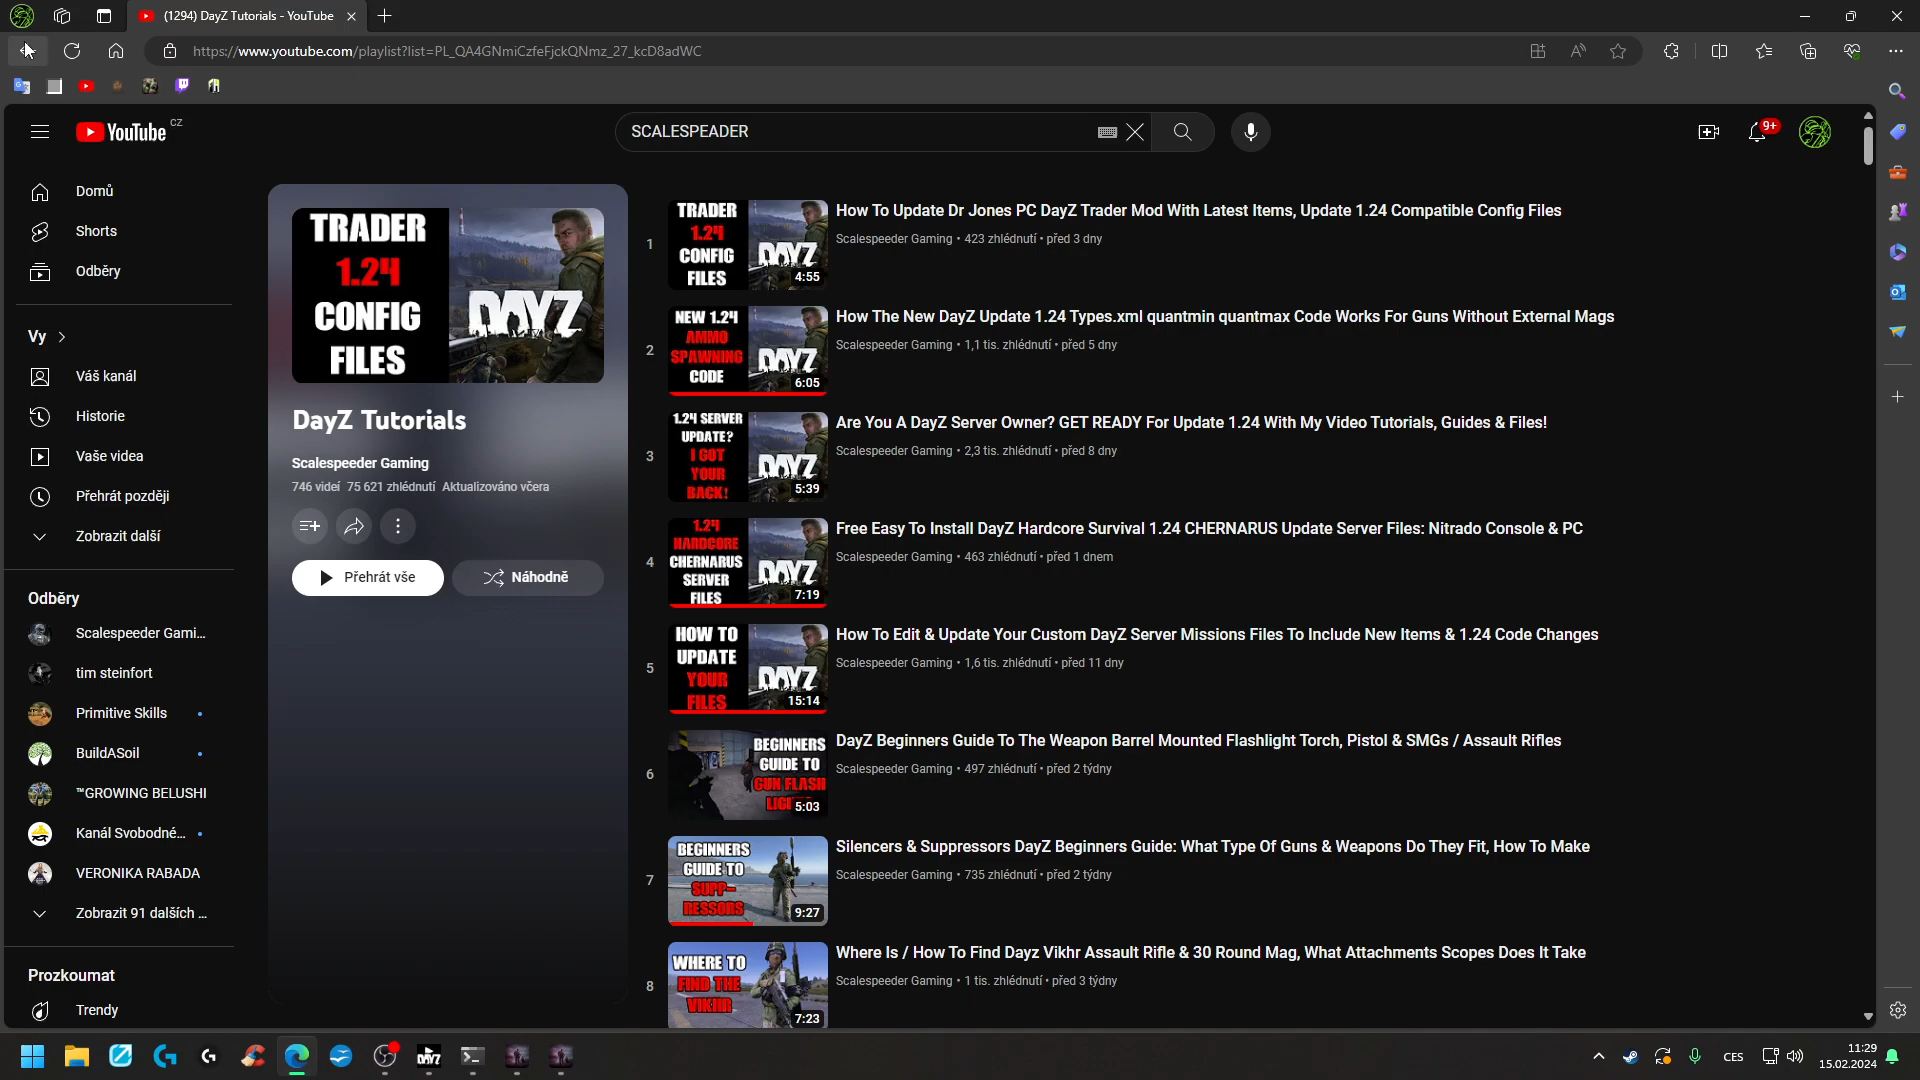 (1294) DayZ Tutorials - YouTube
https://www.youtube.com/playlist?list=PL_QA4GNmiCzfeFjckQNmz_27_kcD8adWC
YouTube CZ
SCALESPEADER
9+
Domů
Shorts
Odběry
Vy
Váš kanál
Historie
Vaše videa
Přehrát později
Zobrazit další
Odběry
Scalespeeder Gami...
tim steinfort
Primitive Skills
BuildASoil
™GROWING BELUSHI
Kanál Svobodné...
VERONIKA RABADA
Zobrazit 91 dalších ...
Prozkoumat
Trendy
TRADER
1.24
CONFIG
FILES
DAYZ
DayZ Tutorials
Scalespeeder Gaming
746 videí 75 621 zhlédnutí Aktualizováno včera
Přehrát vše
Náhodně
1
TRADER
1.24
CONFIG
FILES
DAYZ
4:55
How To Update Dr Jones PC DayZ Trader Mod With Latest Items, Update 1.24 Compatible Config Files
Scalespeeder Gaming • 423 zhlédnutí • před 3 dny
2
NEW 1.24
AMMO
SPAWNING
CODE
DAYZ
6:05
How The New DayZ Update 1.24 Types.xml quantmin quantmax Code Works For Guns Without External Mags
Scalespeeder Gaming • 1,1 tis. zhlédnutí • před 5 dny
3
1.24 SERVER
UPDATE?
I GOT
YOUR
BACK!
DAYZ
5:39
Are You A DayZ Server Owner? GET READY For Update 1.24 With My Video Tutorials, Guides & Files!
Scalespeeder Gaming • 2,3 tis. zhlédnutí • před 8 dny
4
1.24
HARDCORE
CHERNARUS
SERVER
FILES
DAYZ
7:19
Free Easy To Install DayZ Hardcore Survival 1.24 CHERNARUS Update Server Files: Nitrado Console & PC
Scalespeeder Gaming • 463 zhlédnutí • před 1 dnem
5
HOW TO
UPDATE
YOUR
FILES
DAYZ
15:14
How To Edit & Update Your Custom DayZ Server Missions Files To Include New Items & 1.24 Code Changes
Scalespeeder Gaming • 1,6 tis. zhlédnutí • před 11 dny
6
BEGINNERS
GUIDE TO
GUN FLASH
5:03
DayZ Beginners Guide To The Weapon Barrel Mounted Flashlight Torch, Pistol & SMGs / Assault Rifles
Scalespeeder Gaming • 497 zhlédnutí • před 2 týdny
7
BEGINNERS
GUIDE TO
SUPP-
RESSORS
9:27
Silencers & Suppressors DayZ Beginners Guide: What Type Of Guns & Weapons Do They Fit, How To Make
Scalespeeder Gaming • 735 zhlédnutí • před 2 týdny
8
WHERE TO
FIND THE
VIKHR
7:23
Where Is / How To Find Dayz Vikhr Assault Rifle & 30 Round Mag, What Attachments Scopes Does It Take
Scalespeeder Gaming • 1 tis. zhlédnutí • před 3 týdny
DAYZ
CES
11:29
15.02.2024